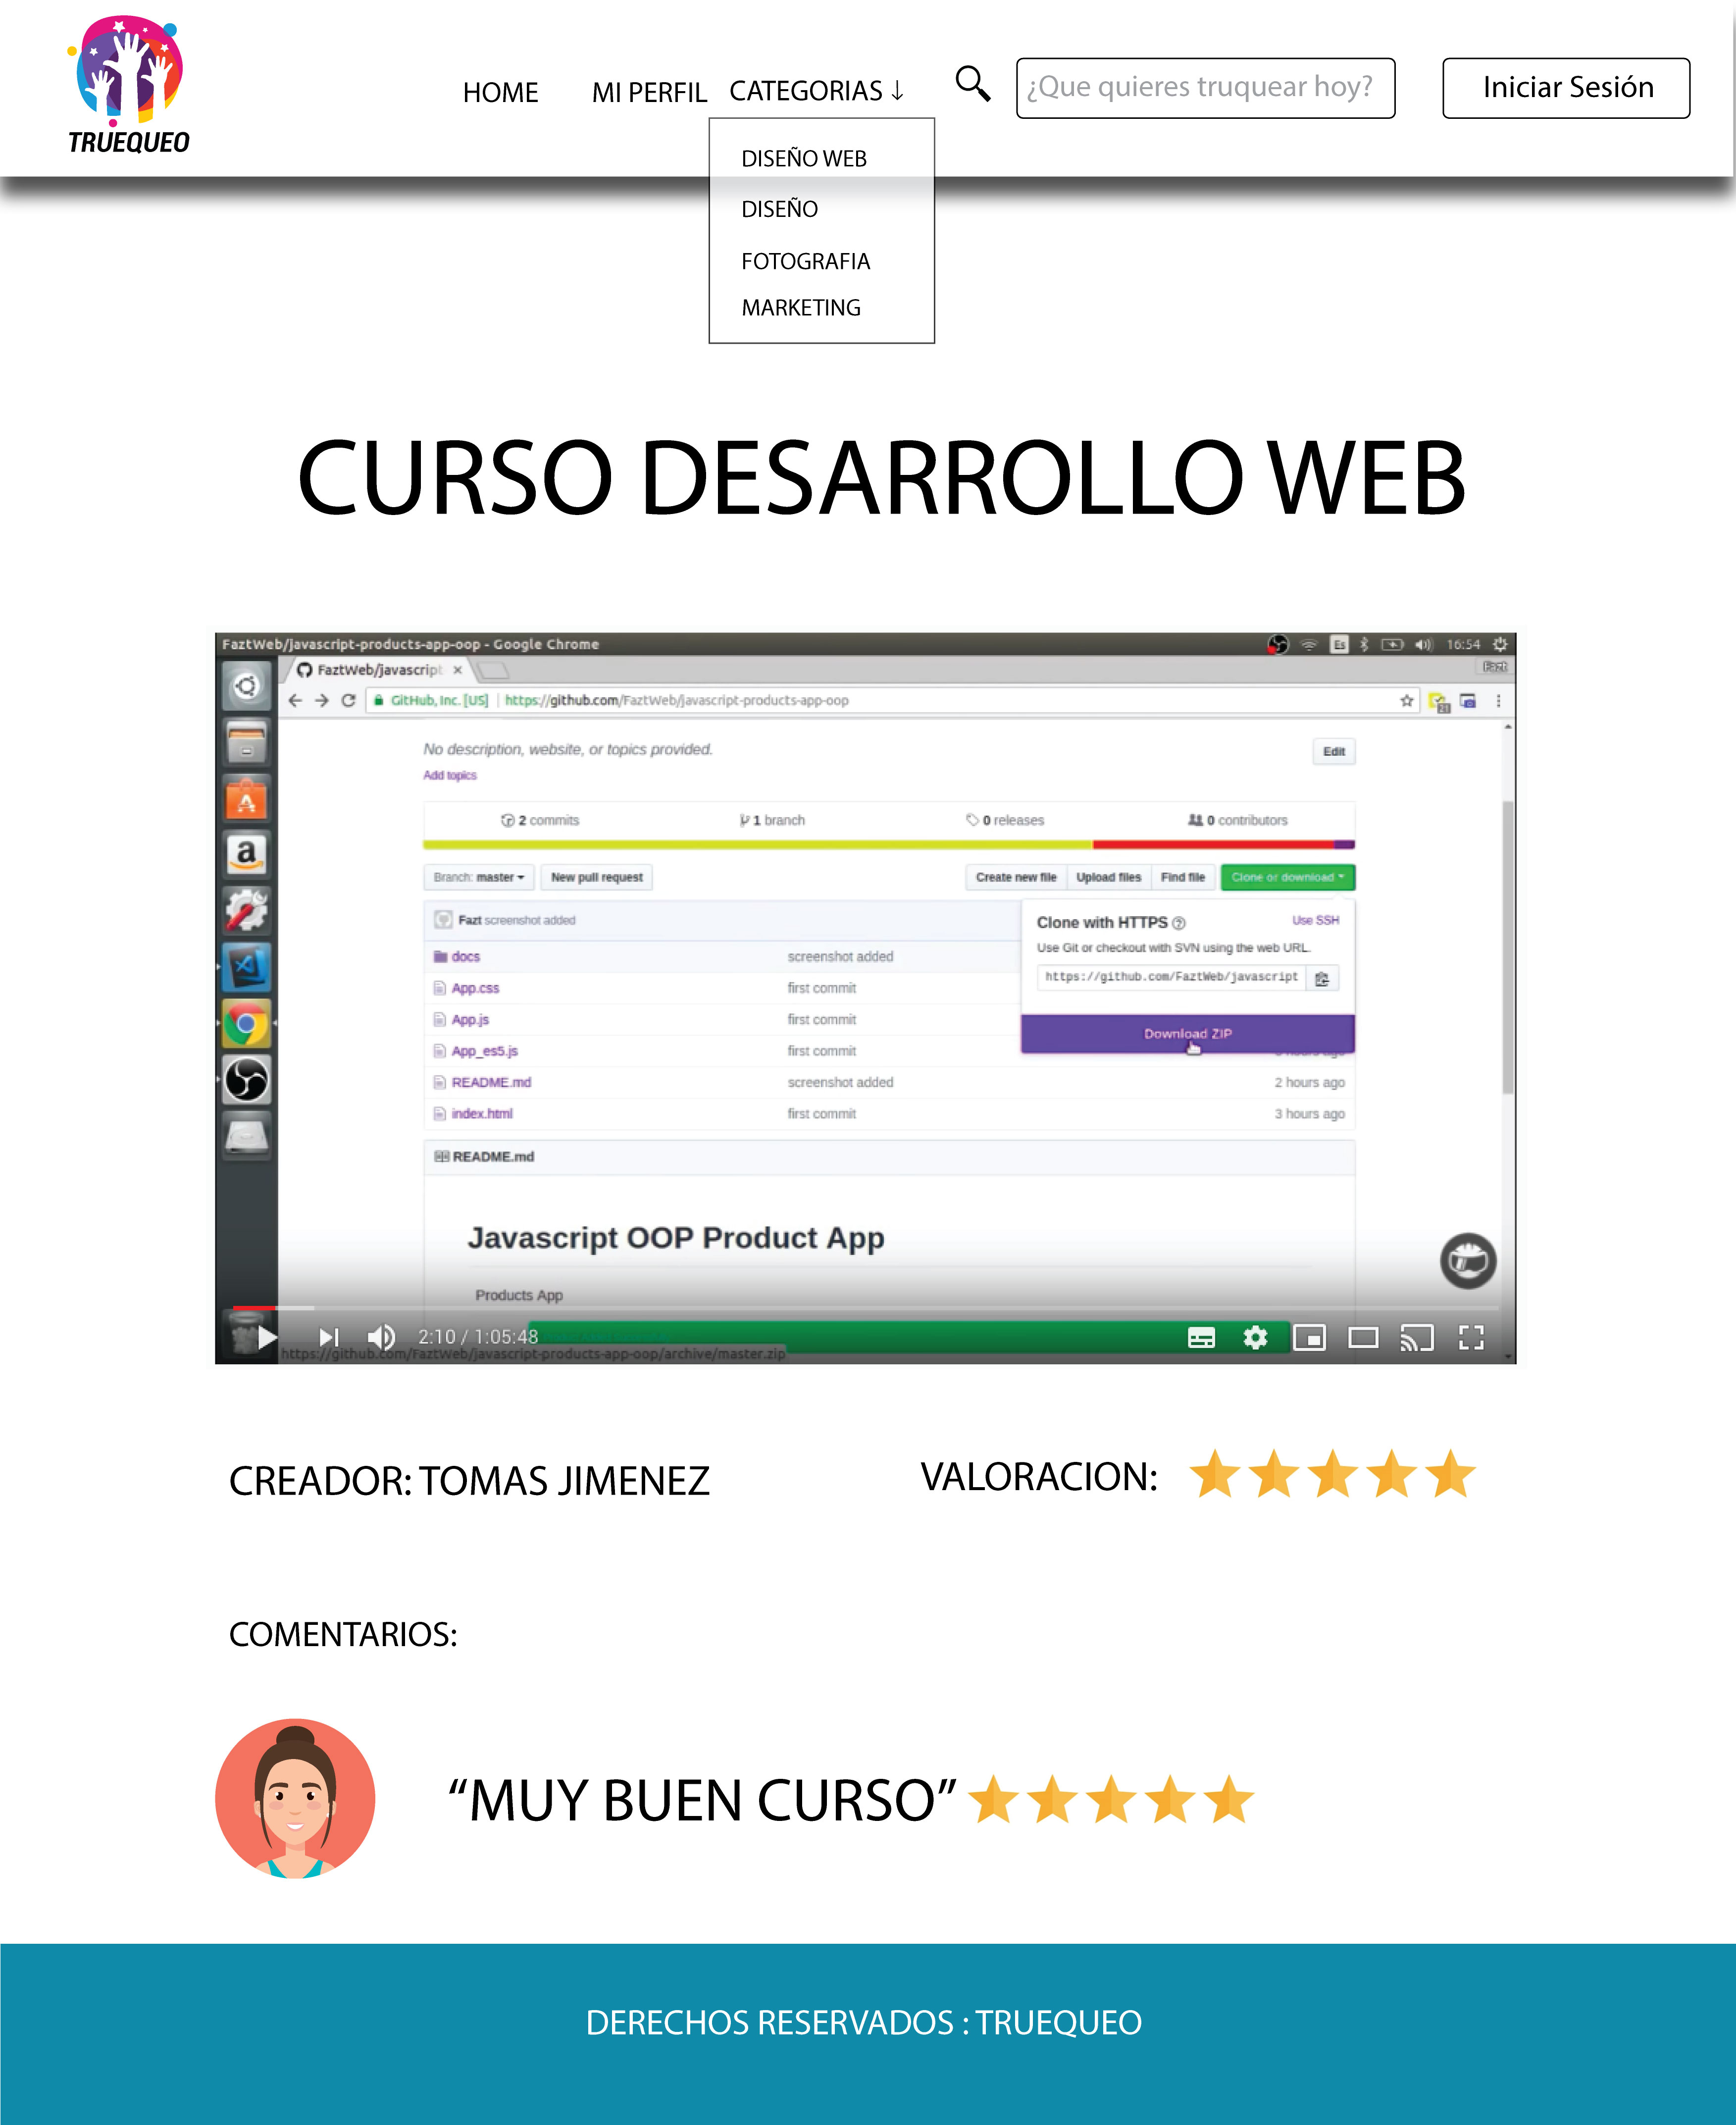 TRUEQUEO
HOME MI PERFIL CATEGORIAS ↓ ¿Que quieres truquear hoy? Iniciar Sesión
DISEÑO WEB
DISEÑO
FOTOGRAFIA
MARKETING
CURSO DESARROLLO WEB
FaztWeb/javascript-products-app-oop - Google Chrome Es 16:54
FaztWeb/javascript × Fazt
GitHub, Inc. [US] | https://github.com/FaztWeb/javascript-products-app-oop 21
No description, website, or topics provided. Edit
Add topics
2 commits 1 branch 0 releases 0 contributors
Branch: master New pull request Create new file Upload files Find file Clone or download
Fazt screenshot added
Clone with HTTPS Use SSH
Use Git or checkout with SVN using the web URL.
https://github.com/FaztWeb/javascript
Download ZIP
docs screenshot added
App.css first commit
App.js first commit
App_es5.js first commit
README.md screenshot added 2 hours ago
index.html first commit 3 hours ago
README.md
Javascript OOP Product App
Products App
2:10 / 1:05:48
https://github.com/FaztWeb/javascript-products-app-oop/archive/master.zip
CREADOR: TOMAS JIMENEZ VALORACION:
COMENTARIOS:
“MUY BUEN CURSO”
DERECHOS RESERVADOS : TRUEQUEO